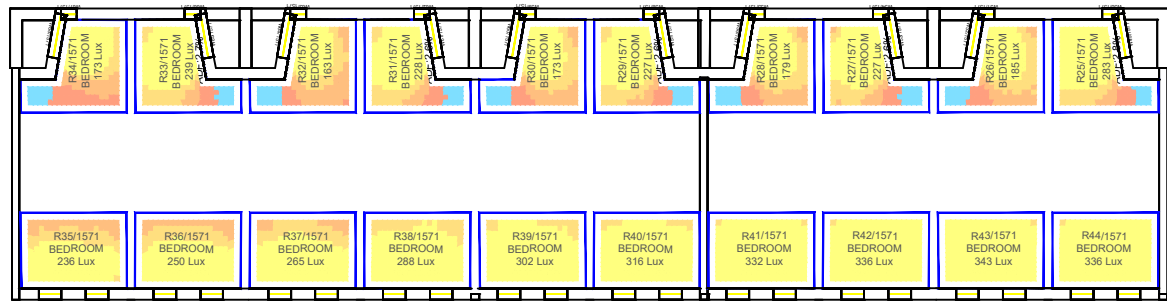 R34/1571
BEDROOM
173 Lux
R33/1571
BEDROOM
239 Lux
R32/1571
BEDROOM
163 Lux
R31/1571
BEDROOM
228 Lux
R30/1571
BEDROOM
173 Lux
R29/1571
BEDROOM
227 Lux
R28/1571
BEDROOM
179 Lux
R27/1571
BEDROOM
227 Lux
R26/1571
BEDROOM
185 Lux
R25/1571
BEDROOM
283 Lux
R35/1571
BEDROOM
236 Lux
R36/1571
BEDROOM
250 Lux
R37/1571
BEDROOM
265 Lux
R38/1571
BEDROOM
288 Lux
R39/1571
BEDROOM
302 Lux
R40/1571
BEDROOM
316 Lux
R41/1571
BEDROOM
332 Lux
R42/1571
BEDROOM
336 Lux
R43/1571
BEDROOM
343 Lux
R44/1571
BEDROOM
336 Lux